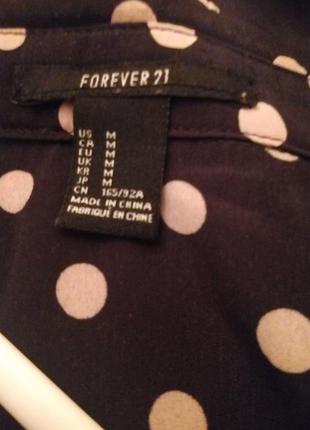 FOREVER 21
US M
CA M
EU M
UK M
KR M
JP M
CN 165/92A
MADE IN CHINA
FABRIQUÉ EN CHINE